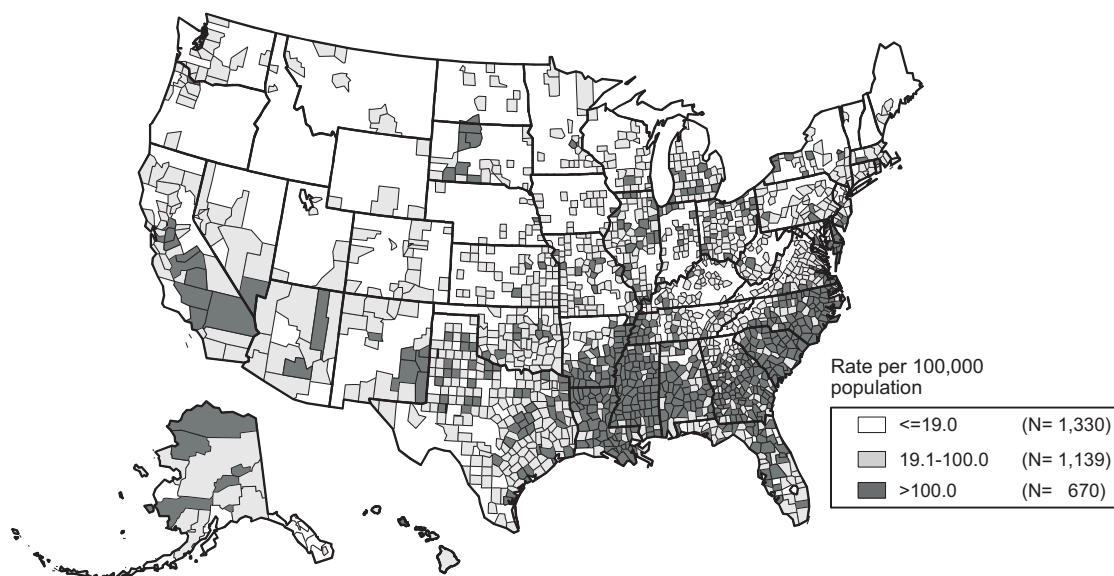 Rate per 100,000
population
<=19.0 (N= 1,330)
19.1-100.0 (N= 1,139)
>100.0 (N= 670)